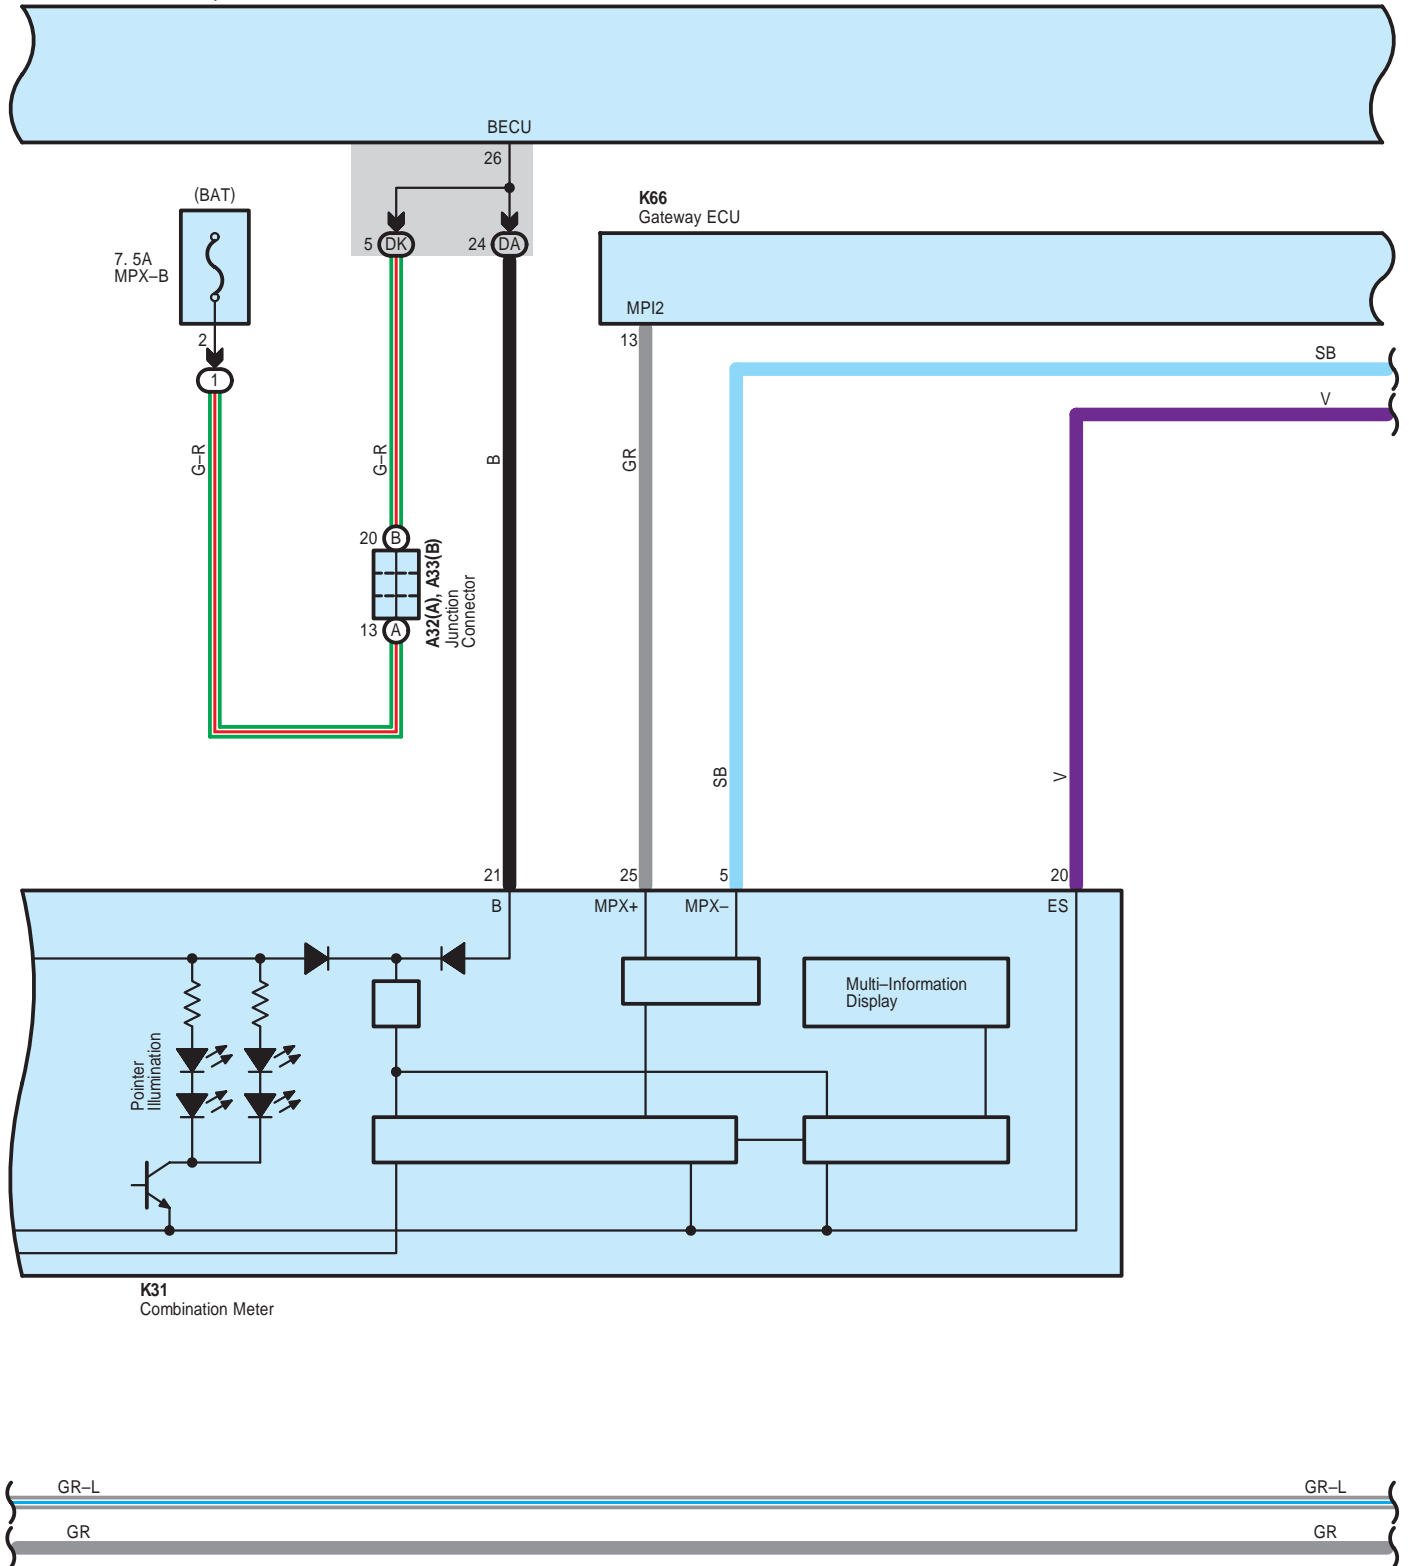 BECU
26
(BAT)
K66
Gateway ECU
5 DK
24 DA
7. 5A
MPX–B
MPI2
2
13
1
SB
V
G–R
G–R
B
GR
20 B
A32(A), A33(B)
Junction
Connector
13 A
SB
V
21
25
5
20
B
MPX+
MPX–
ES
Multi–Information
Display
Pointer
Illumination
K31
Combination Meter
GR–L
GR–L
GR
GR